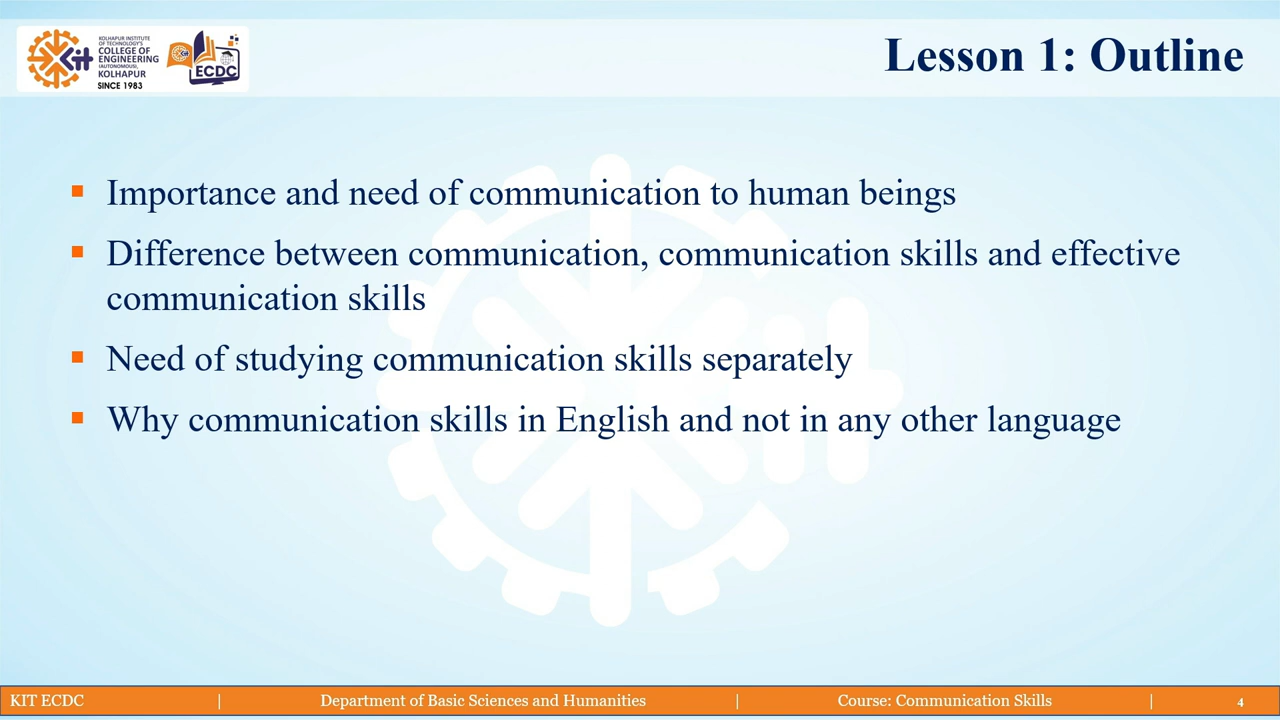 KOLHAPUR INSTITUTE
OF TECHNOLOGY'S
COLLEGE OF
ENGINEERING
(AUTONOMOUS),
KOLHAPUR
SINCE 1983
Kit
ECDC
Lesson 1: Outline
Importance and need of communication to human beings
Difference between communication, communication skills and effective
communication skills
Need of studying communication skills separately
Why communication skills in English and not in any other language
KIT ECDC | Department of Basic Sciences and Humanities | Course: Communication Skills | 4